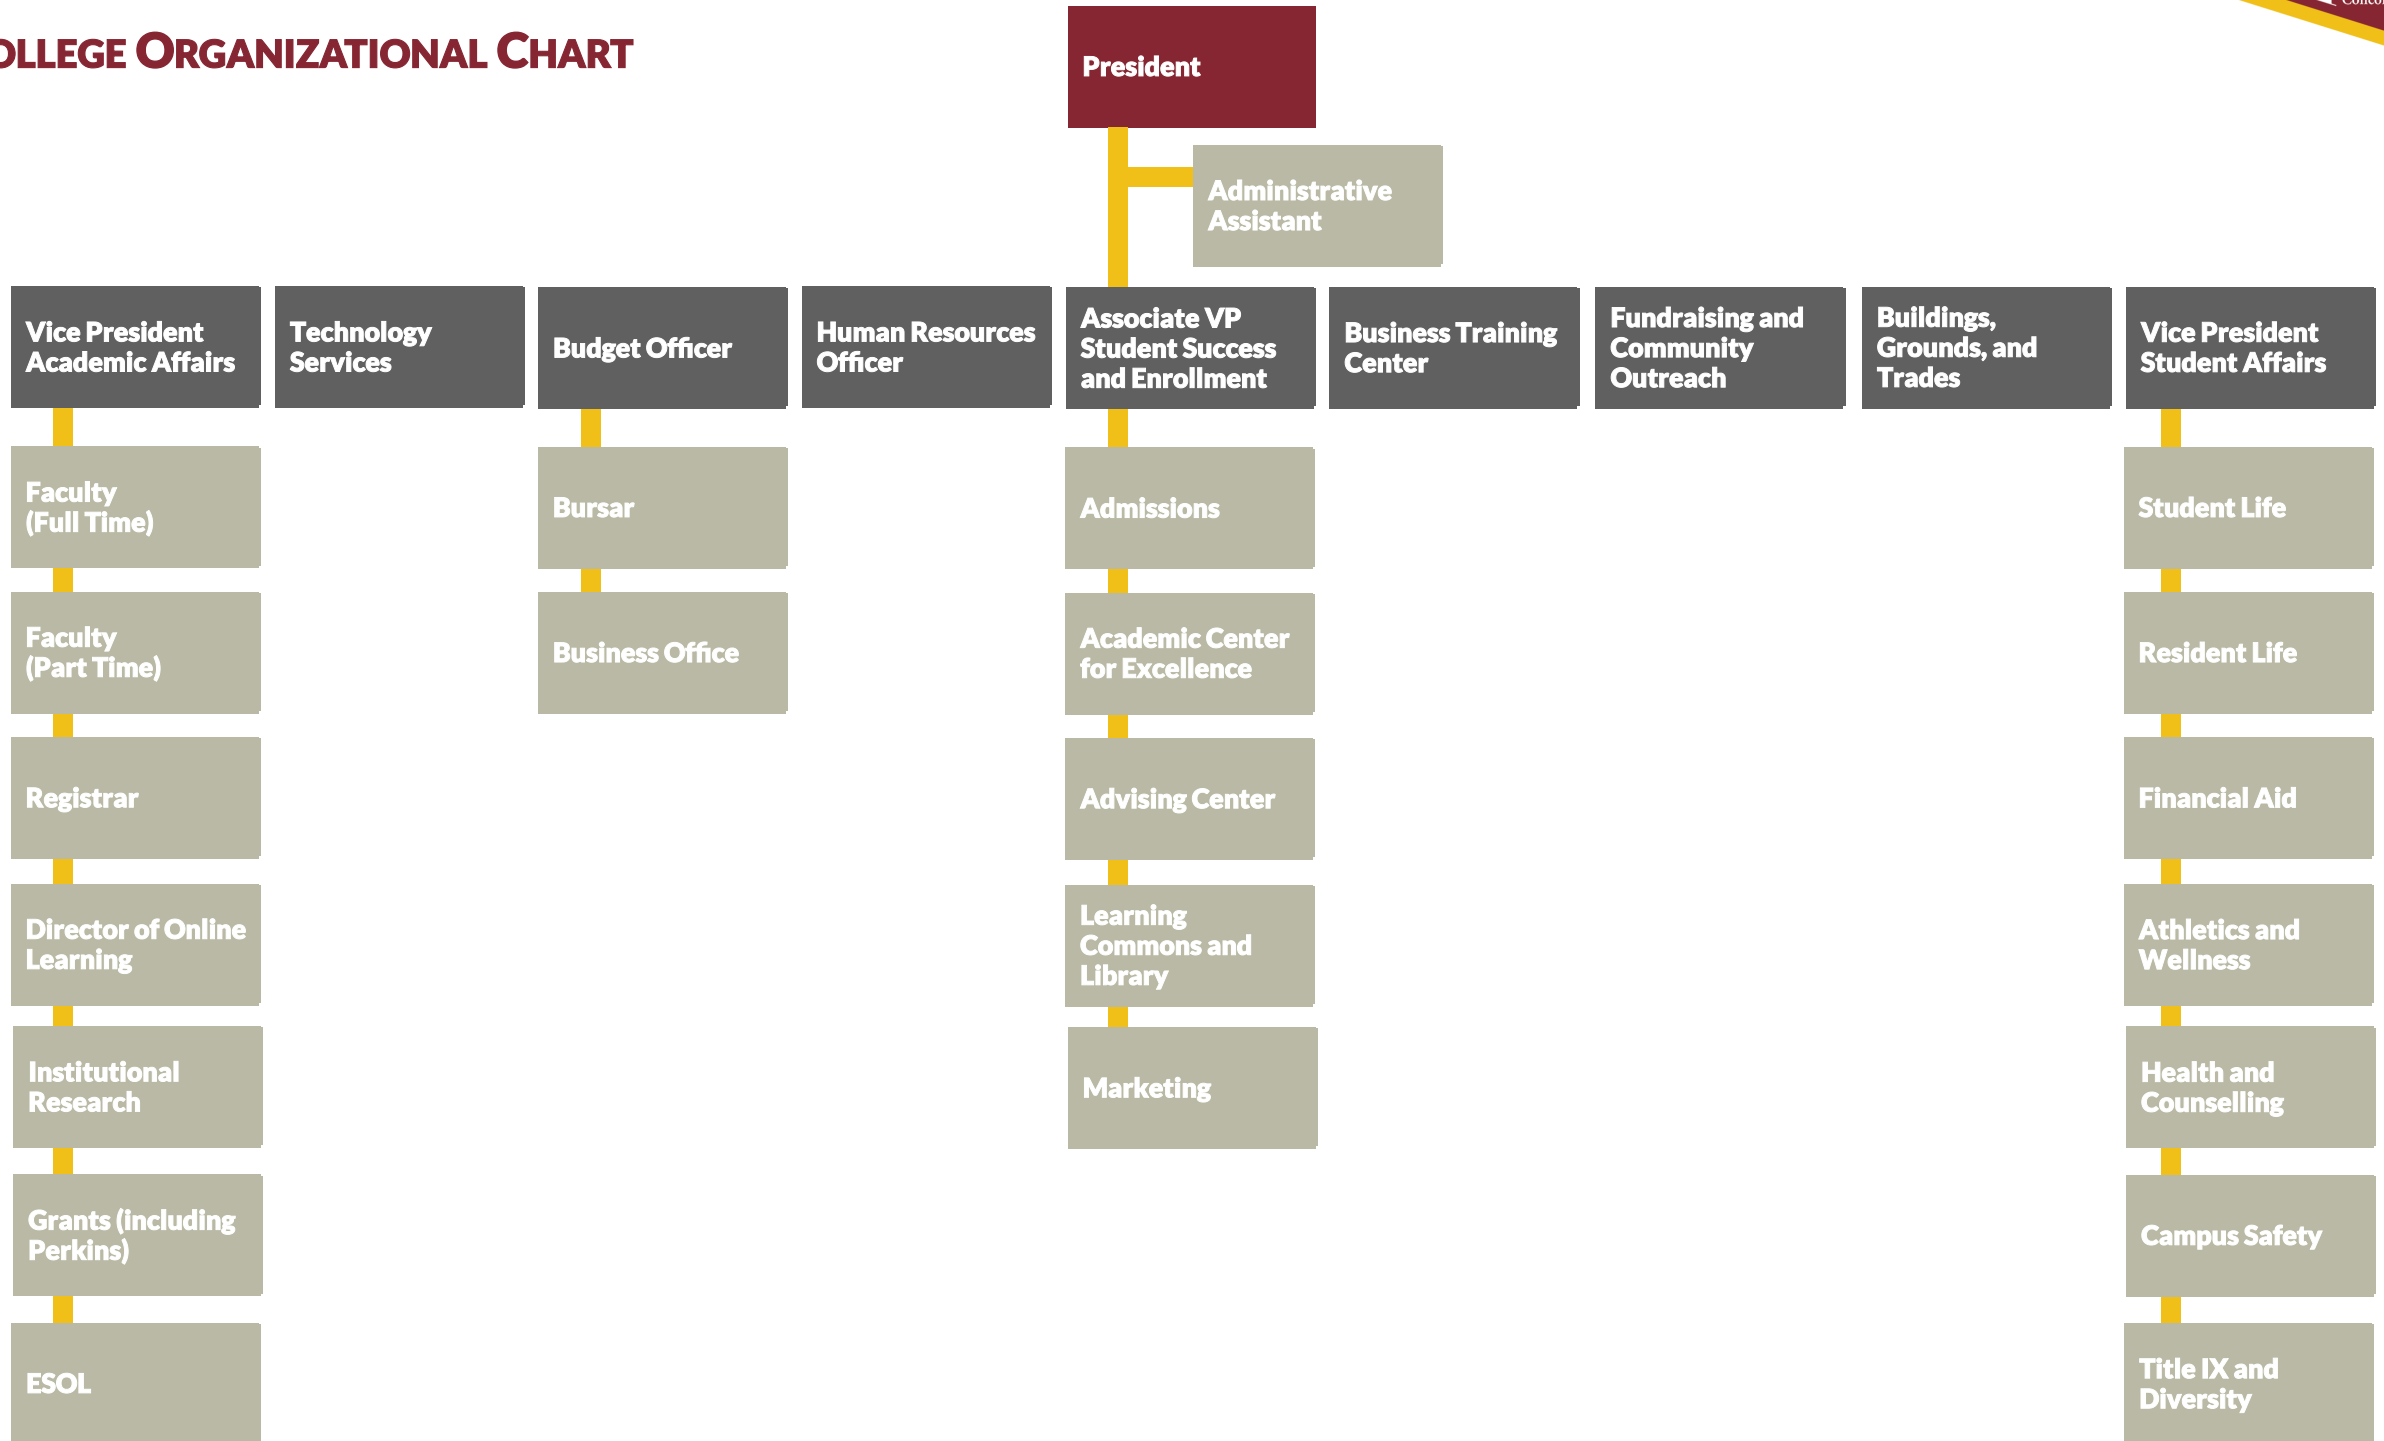 OLLEGE ORGANIZATIONAL CHART
President
Administrative
Assistant
Vice President
Academic Affairs
Technology
Services
Budget Officer
Human Resources
Officer
Associate VP
Student Success
and Enrollment
Business Training
Center
Fundraising and
Community
Outreach
Buildings,
Grounds, and
Trades
Vice President
Student Affairs
Faculty
(Full Time)
Faculty
(Part Time)
Registrar
Director of Online
Learning
Institutional
Research
Grants (including
Perkins)
ESOL
Bursar
Business Office
Admissions
Academic Center
for Excellence
Advising Center
Learning
Commons and
Library
Marketing
Student Life
Resident Life
Financial Aid
Athletics and
Wellness
Health and
Counselling
Campus Safety
Title IX and
Diversity